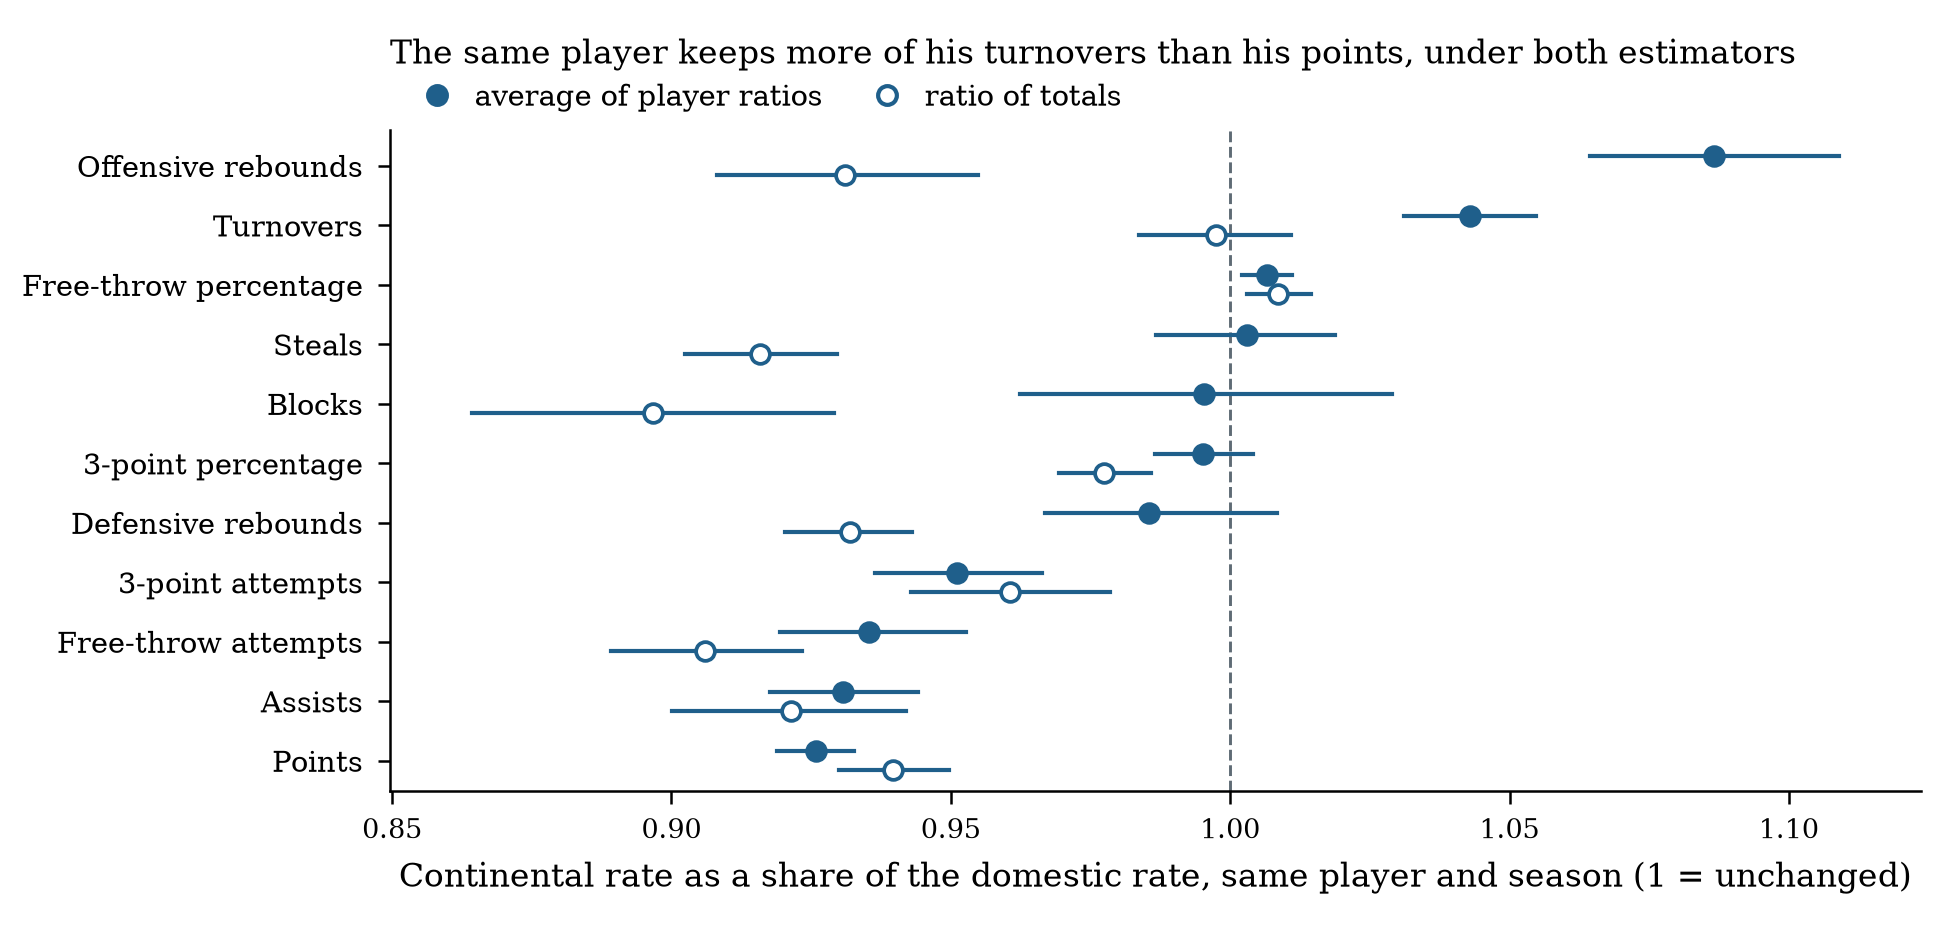 The same player keeps more of his turnovers than his points, under both estimators
average of player ratios
ratio of totals
Offensive rebounds
Turnovers
Free-throw percentage
Steals
Blocks
3-point percentage
Defensive rebounds
3-point attempts
Free-throw attempts
Assists
Points
0.85 0.90 0.95 1.00 1.05 1.10
Continental rate as a share of the domestic rate, same player and season (1 = unchanged)